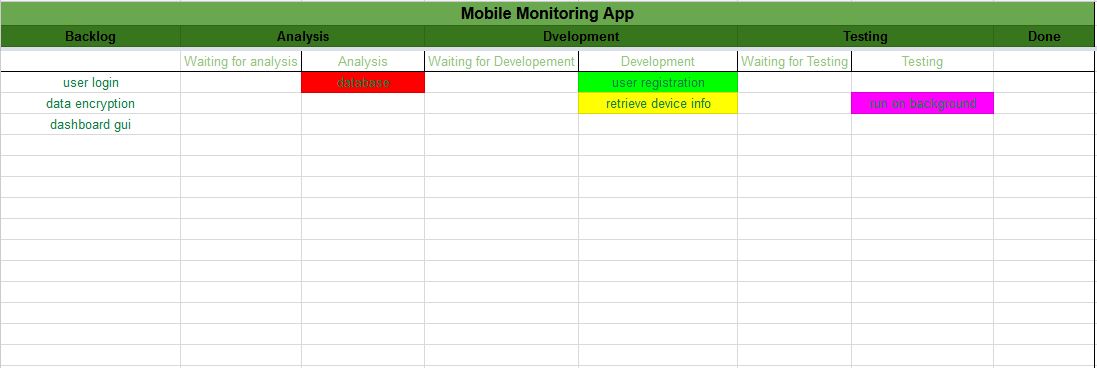 Mobile Monitoring App
Backlog Analysis Dvelopment Testing Done
Waiting for analysis Analysis Waiting for Developement Development Waiting for Testing Testing
user login database user registration
data encryption retrieve device info run on background
dashboard gui